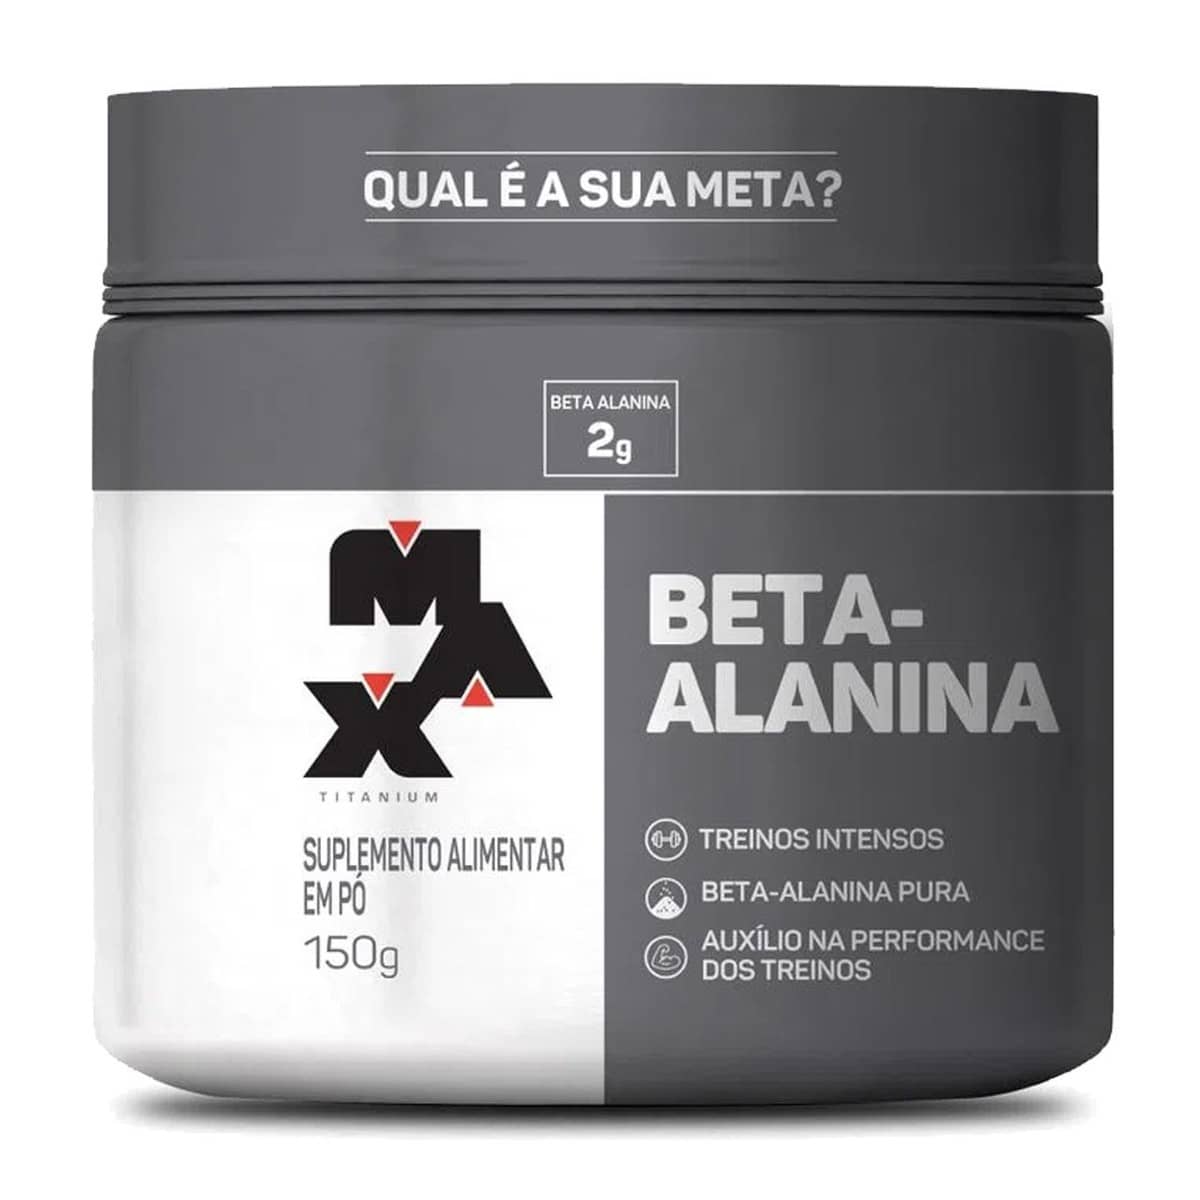 QUAL É A SUA META?
BETA ALANINA
2g
MAX
TITANIUM
SUPLEMENTO ALIMENTAR
EM PÓ
150g
BETA-
ALANINA
TREINOS INTENSOS
BETA-ALANINA PURA
AUXÍLIO NA PERFORMANCE
DOS TREINOS